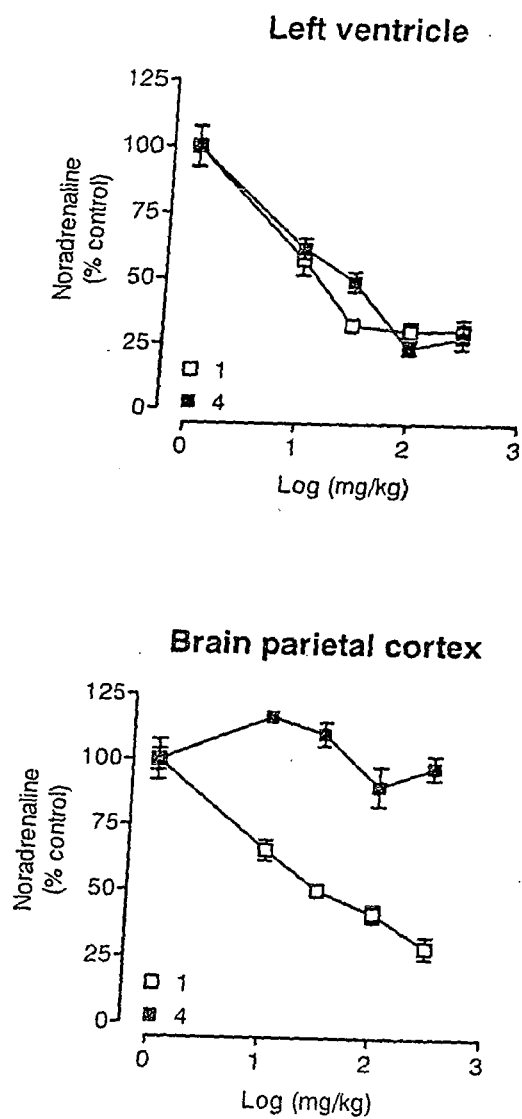 Left ventricle
Noradrenaline
(% control)
125
100
75
50
25
0
1
4
0 1 2 3
Log (mg/kg)
Brain parietal cortex
Noradrenaline
(% control)
125
100
75
50
25
0
1
4
0 1 2 3
Log (mg/kg)